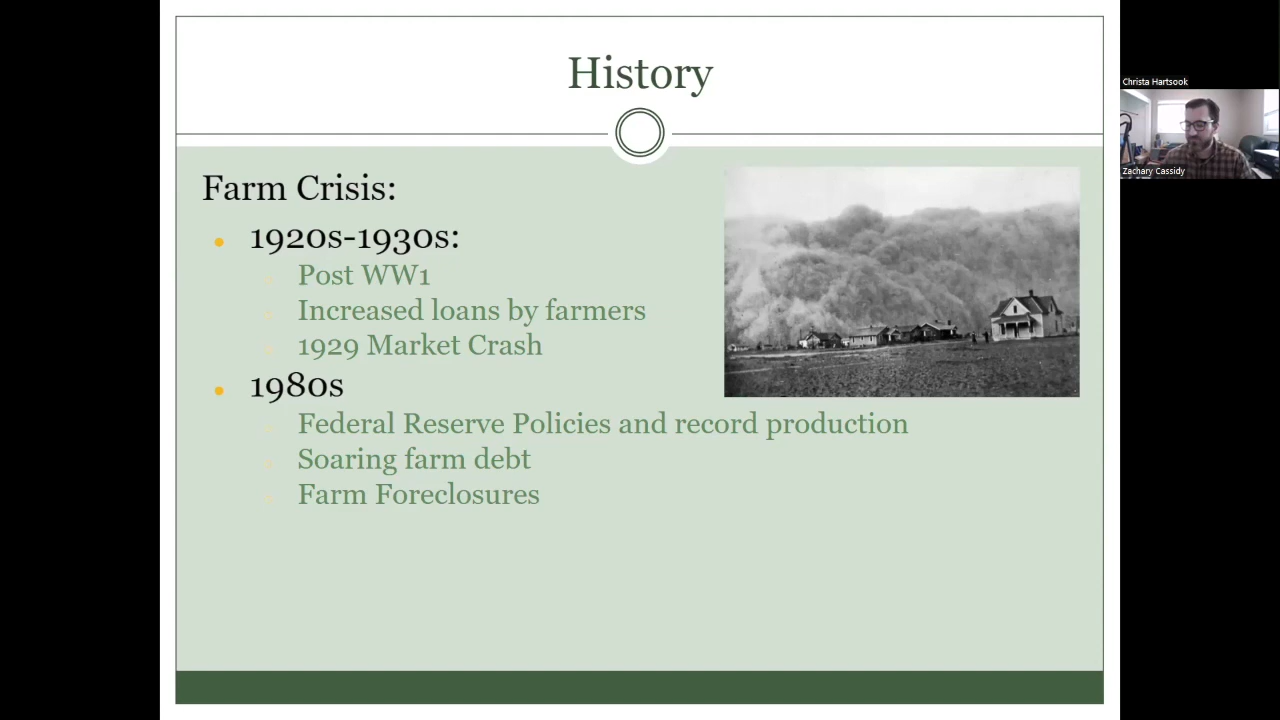 History
Christa Hartsook
Zachary Cassidy
Farm Crisis:
1920s-1930s:
Post WW1
Increased loans by farmers
1929 Market Crash
1980s
Federal Reserve Policies and record production
Soaring farm debt
Farm Foreclosures